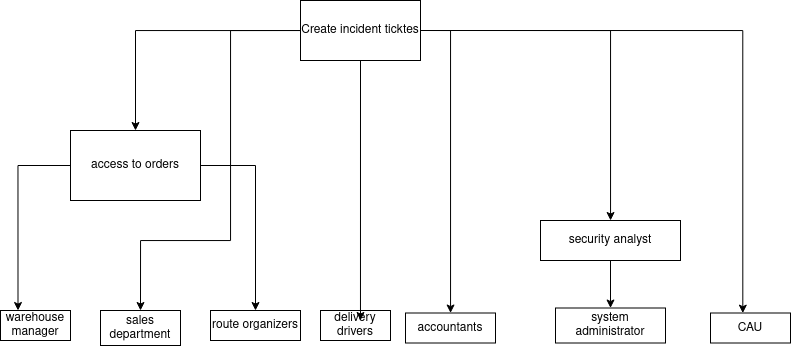 Create incident ticktes
access to orders
security analyst
warehouse
manager
sales
department
route organizers
delivery
drivers
accountants
system
administrator
CAU